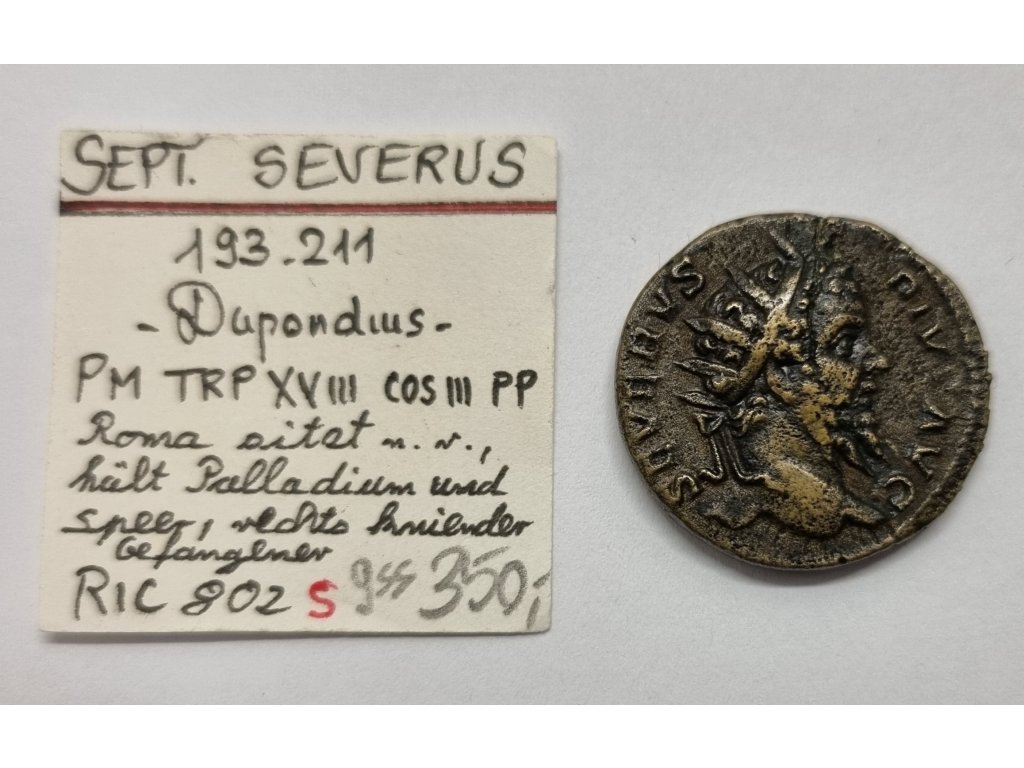 SEPT. SEVERUS
193.211
- Dupondius -
PM TRP XVIII COS III PP
Roma sitzt n. r.,
hält Palladium und
Speer, rechts kniender
Gefangener
RIC 802 S gss 350,-
SEVERVS PIVS AVG